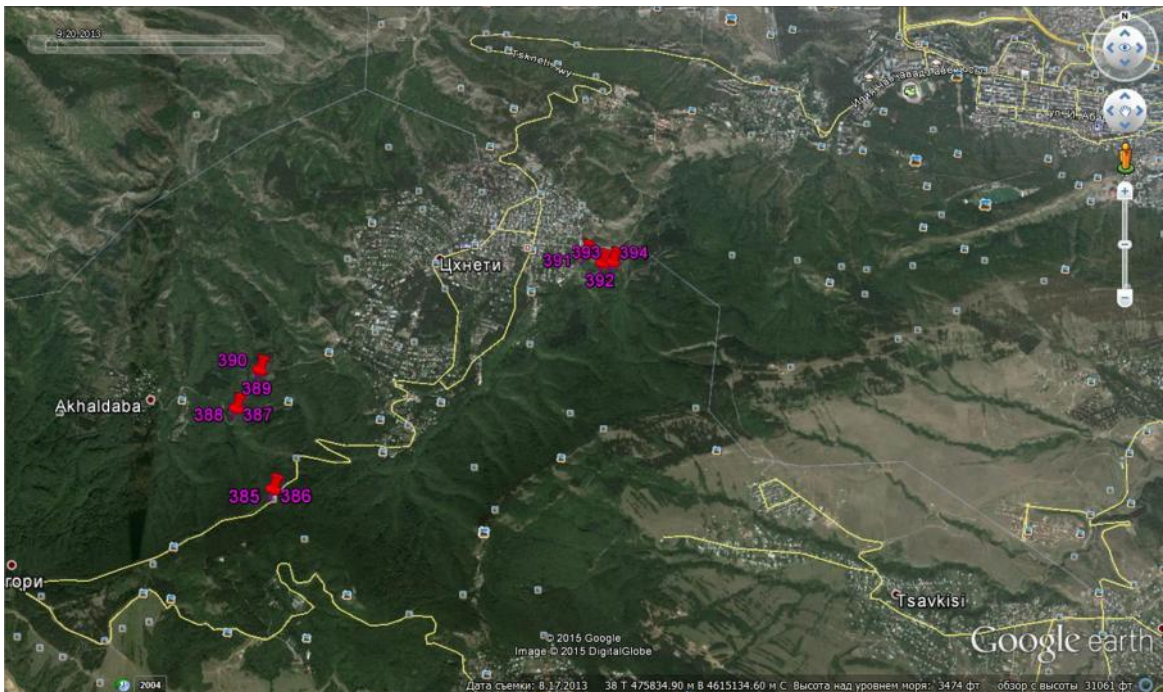 9.20.2013
N
Tskneti Hwy
391
393
394
392
Цхнети
390
389
Akhaldaba
388
387
385
386
гори
Tsavkisi
© 2015 Google
Image © 2015 DigitalGlobe
Google earth
2004
Дата съемки: 8.17.2013 38 T 475834.90 м В 4615134.60 м С Высота над уровнем моря: 3474 фт обзор с высоты 31061 фт